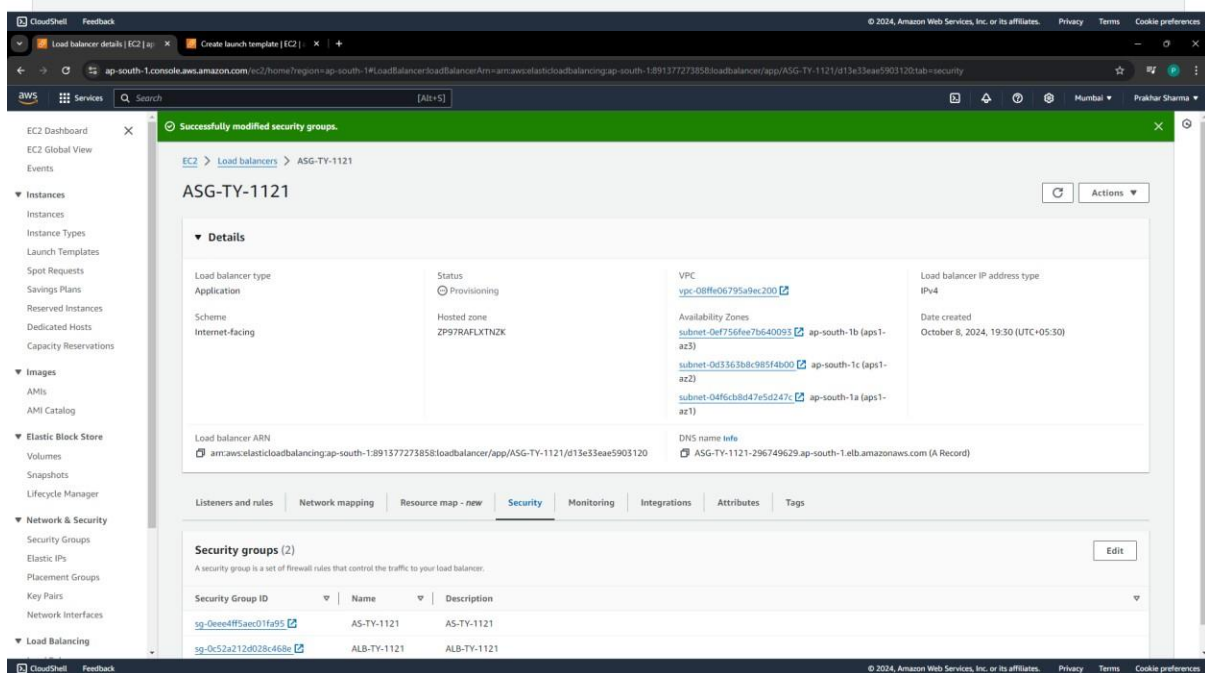 CloudShell Feedback © 2024, Amazon Web Services, Inc. or its affiliates. Privacy Terms Cookie preferences
Load balancer details | EC2 | ap Create launch template | EC2 |
ap-south-1.console.aws.amazon.com/ec2/home?region=ap-south-1#LoadBalancer:loadBalancerArn=arn:aws:elasticloadbalancing:ap-south-1:891377273858:loadbalancer/app/ASG-TY-1121/d13e33eae5903120;tab=security
aws Services Search [Alt+S] Mumbai Prakhar Sharma
EC2 Dashboard
EC2 Global View
Events
Instances
Instances
Instance Types
Launch Templates
Spot Requests
Savings Plans
Reserved Instances
Dedicated Hosts
Capacity Reservations
Images
AMIs
AMI Catalog
Elastic Block Store
Volumes
Snapshots
Lifecycle Manager
Network & Security
Security Groups
Elastic IPs
Placement Groups
Key Pairs
Network Interfaces
Load Balancing
Successfully modified security groups.
EC2 > Load balancers > ASG-TY-1121
ASG-TY-1121 Actions
Details
Load balancer type
Application
Status
Provisioning
VPC
vpc-08ffe06795a9ec200
Load balancer IP address type
IPv4
Scheme
Internet-facing
Hosted zone
ZP97RAFLXTNZK
Availability Zones
subnet-0ef756fee7b640093 ap-south-1b (aps1-
az3)
subnet-0d3363b8c985f4b00 ap-south-1c (aps1-
az2)
subnet-04f6cb8d47e5d247c ap-south-1a (aps1-
az1)
Date created
October 8, 2024, 19:30 (UTC+05:30)
Load balancer ARN
arn:aws:elasticloadbalancing:ap-south-1:891377273858:loadbalancer/app/ASG-TY-1121/d13e33eae5903120
DNS name Info
ASG-TY-1121-296749629.ap-south-1.elb.amazonaws.com (A Record)
Listeners and rules Network mapping Resource map - new Security Monitoring Integrations Attributes Tags
Security groups (2) Edit
A security group is a set of firewall rules that control the traffic to your load balancer.
Security Group ID Name Description
sg-0eee4ff5aec01fa95 AS-TY-1121 AS-TY-1121
sg-0c52a212d028c468e ALB-TY-1121 ALB-TY-1121
CloudShell Feedback © 2024, Amazon Web Services, Inc. or its affiliates. Privacy Terms Cookie preferences